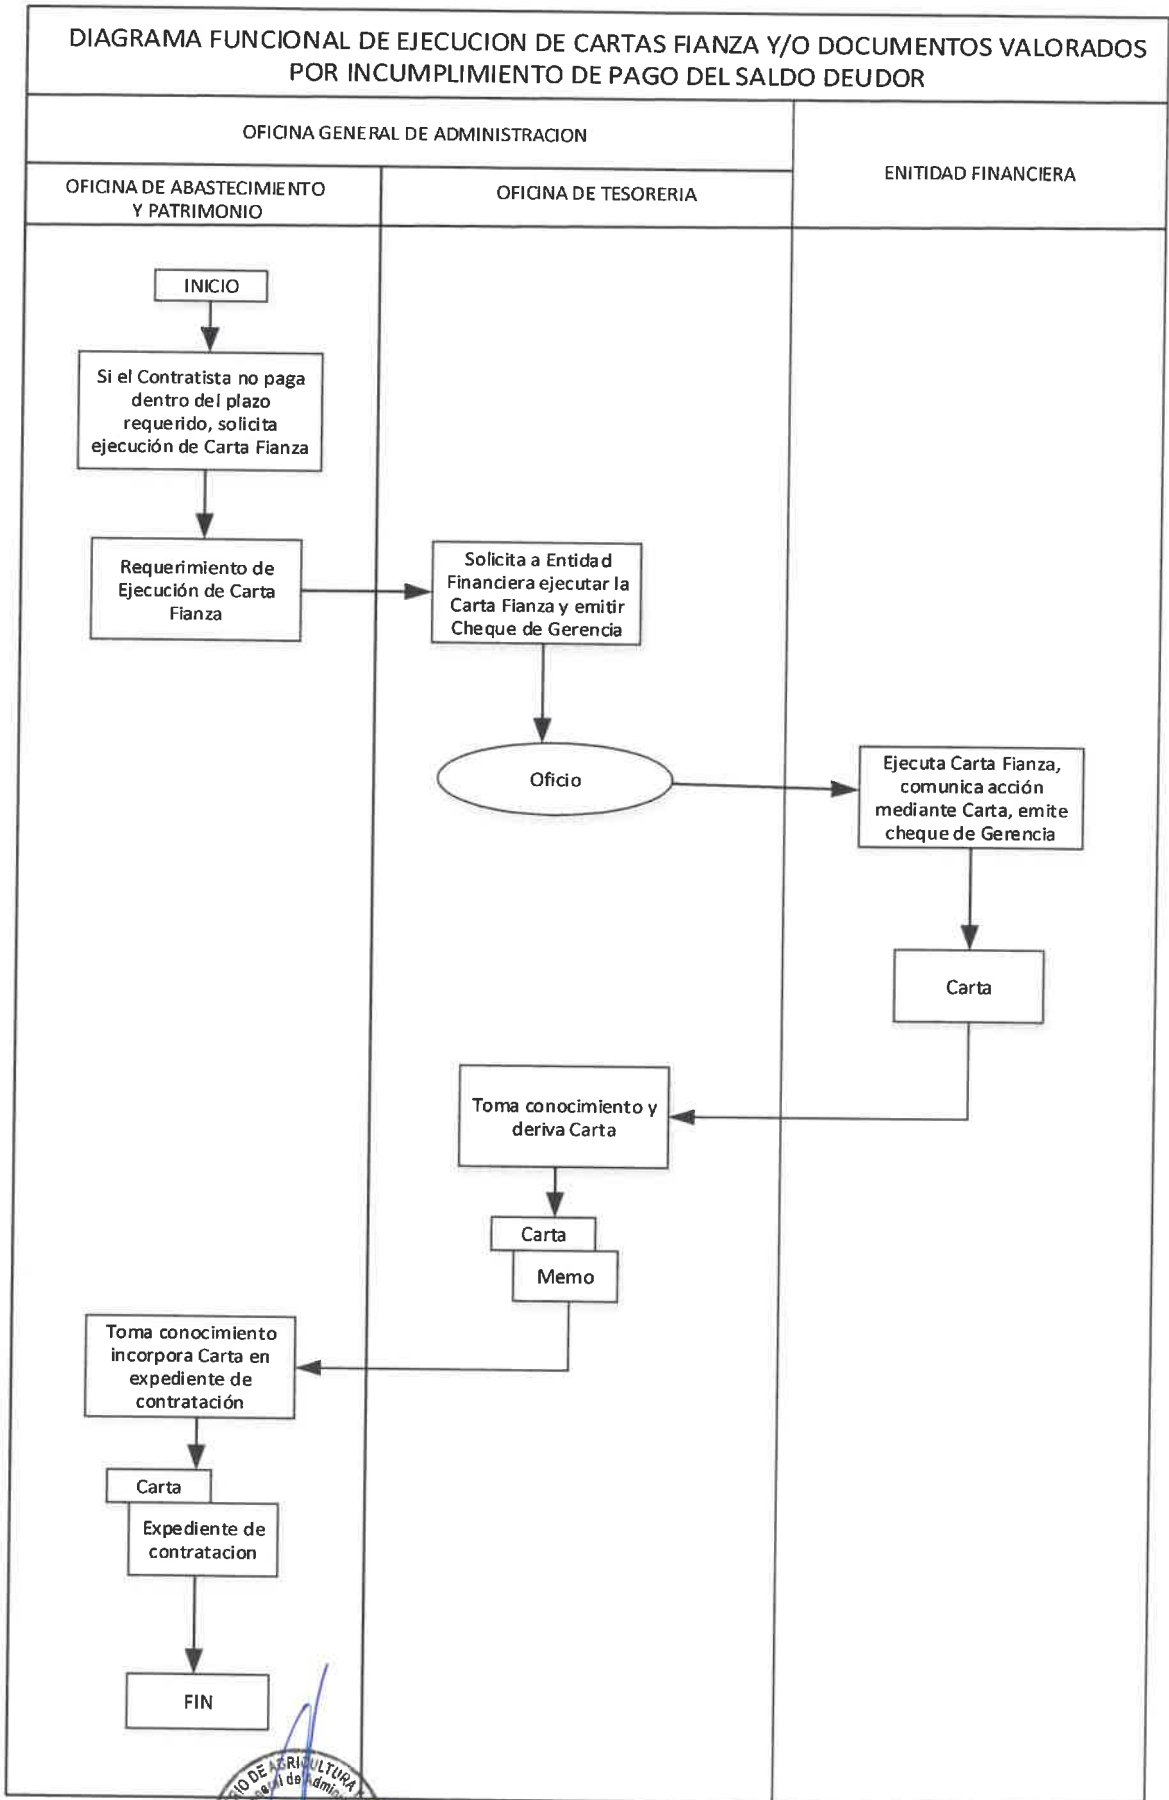 DIAGRAMA FUNCIONAL DE EJECUCION DE CARTAS FIANZA Y/O DOCUMENTOS VALORADOS
POR INCUMPLIMIENTO DE PAGO DEL SALDO DEUDOR
OFICINA GENERAL DE ADMINISTRACION
ENITIDAD FINANCIERA
OFICINA DE ABASTECIMIENTO
Y PATRIMONIO
OFICINA DE TESORERIA
INICIO
Si el Contratista no paga
dentro del plazo
requerido, solicita
ejecución de Carta Fianza
Requerimiento de
Ejecución de Carta
Fianza
Solicita a Entidad
Financiera ejecutar la
Carta Fianza y emitir
Cheque de Gerencia
Oficio
Ejecuta Carta Fianza,
comunica acción
mediante Carta, emite
cheque de Gerencia
Carta
Toma conocimiento y
deriva Carta
Carta
Memo
Toma conocimiento
incorpora Carta en
expediente de
contratación
Carta
Expediente de
contratacion
FIN
DE AGRICULTURA
de